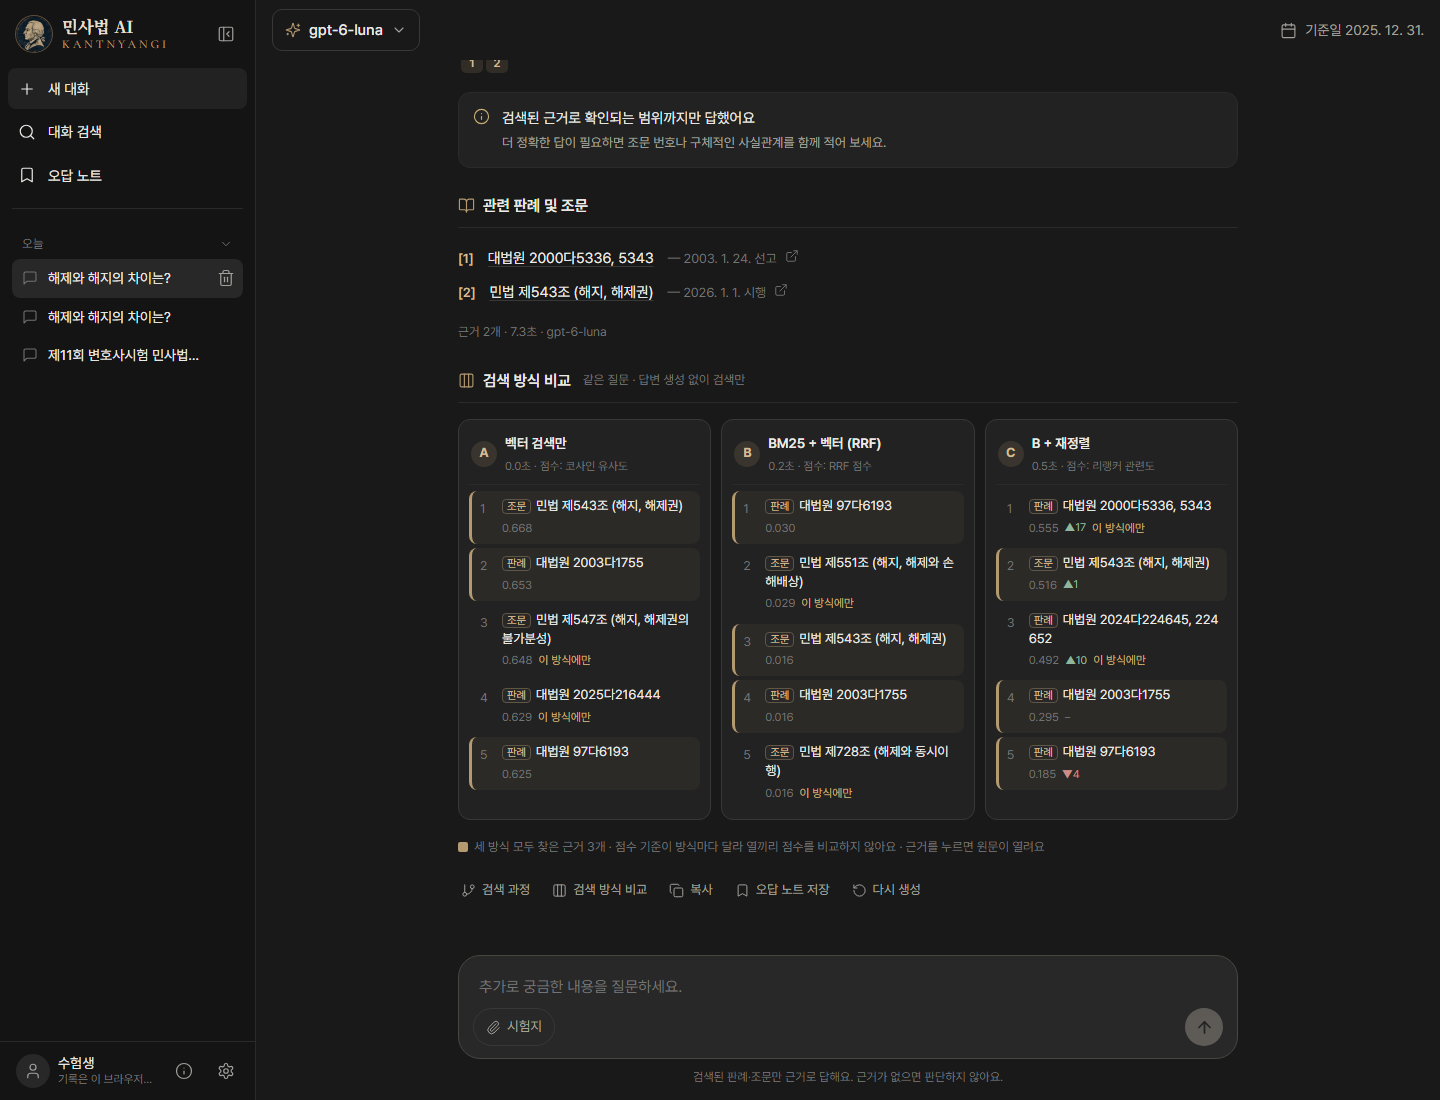 민사법 AI
KANTNYANGI
새 대화
대화 검색
오답 노트
오늘
해제와 해지의 차이는?
해제와 해지의 차이는?
제11회 변호사시험 민사법...
수험생
기록은 이 브라우저...
gpt-6-luna
기준일 2025. 12. 31.
1 2
검색된 근거로 확인되는 범위까지만 답했어요
더 정확한 답이 필요하면 조문 번호나 구체적인 사실관계를 함께 적어 보세요.
관련 판례 및 조문
[1] 대법원 2000다5336, 5343 — 2003. 1. 24. 선고
[2] 민법 제543조 (해지, 해제권) — 2026. 1. 1. 시행
근거 2개 · 7.3초 · gpt-6-luna
검색 방식 비교 같은 질문 · 답변 생성 없이 검색만
A 벡터 검색만
0.0초 · 점수: 코사인 유사도
1 조문 민법 제543조 (해지, 해제권)
0.668
2 판례 대법원 2003다1755
0.653
3 조문 민법 제547조 (해지, 해제권의
불가분성)
0.648 이 방식에만
4 판례 대법원 2025다216444
0.629 이 방식에만
5 판례 대법원 97다6193
0.625
B BM25 + 벡터 (RRF)
0.2초 · 점수: RRF 점수
1 판례 대법원 97다6193
0.030
2 조문 민법 제551조 (해지, 해제와 손
해배상)
0.029 이 방식에만
3 조문 민법 제543조 (해지, 해제권)
0.016
4 판례 대법원 2003다1755
0.016
5 조문 민법 제728조 (해제와 동시이
행)
0.016 이 방식에만
C B + 재정렬
0.5초 · 점수: 리랭커 관련도
1 판례 대법원 2000다5336, 5343
0.555 ▲17 이 방식에만
2 조문 민법 제543조 (해지, 해제권)
0.516 ▲1
3 판례 대법원 2024다224645, 224
652
0.492 ▲10 이 방식에만
4 판례 대법원 2003다1755
0.295 –
5 판례 대법원 97다6193
0.185 ▼4
세 방식 모두 찾은 근거 3개 · 점수 기준이 방식마다 달라 열끼리 점수를 비교하지 않아요 · 근거를 누르면 원문이 열려요
검색 과정 검색 방식 비교 복사 오답 노트 저장 다시 생성
추가로 궁금한 내용을 질문하세요.
시험지
검색된 판례·조문만 근거로 답해요. 근거가 없으면 판단하지 않아요.